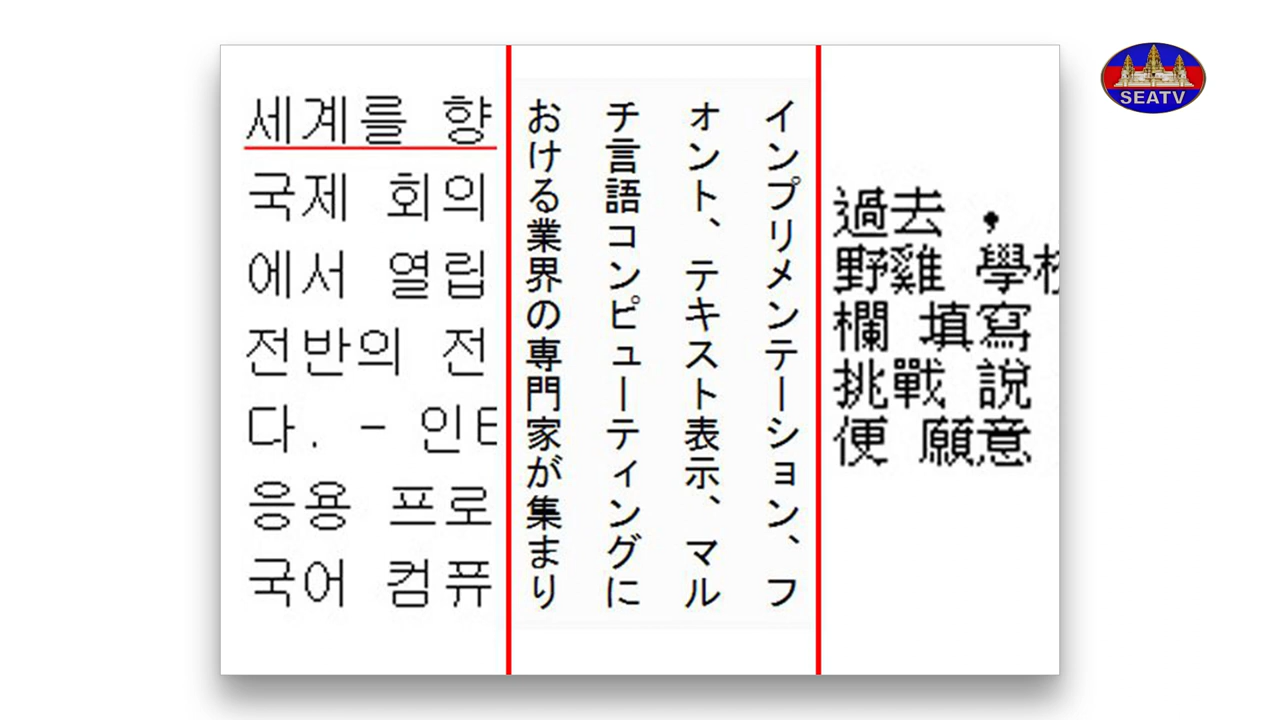 세계를 향
국제 회의
에서 열립
전반의 전
다. - 인
응용 프로
국어 컴퓨
インプリメンテーション、フ
ォント、テキスト表示、マル
チ言語コンピューティングに
おける業界の専門家が集まり
過去 ，
野雞 學校
欄 填寫
挑戰 說
便 願意
SEATV